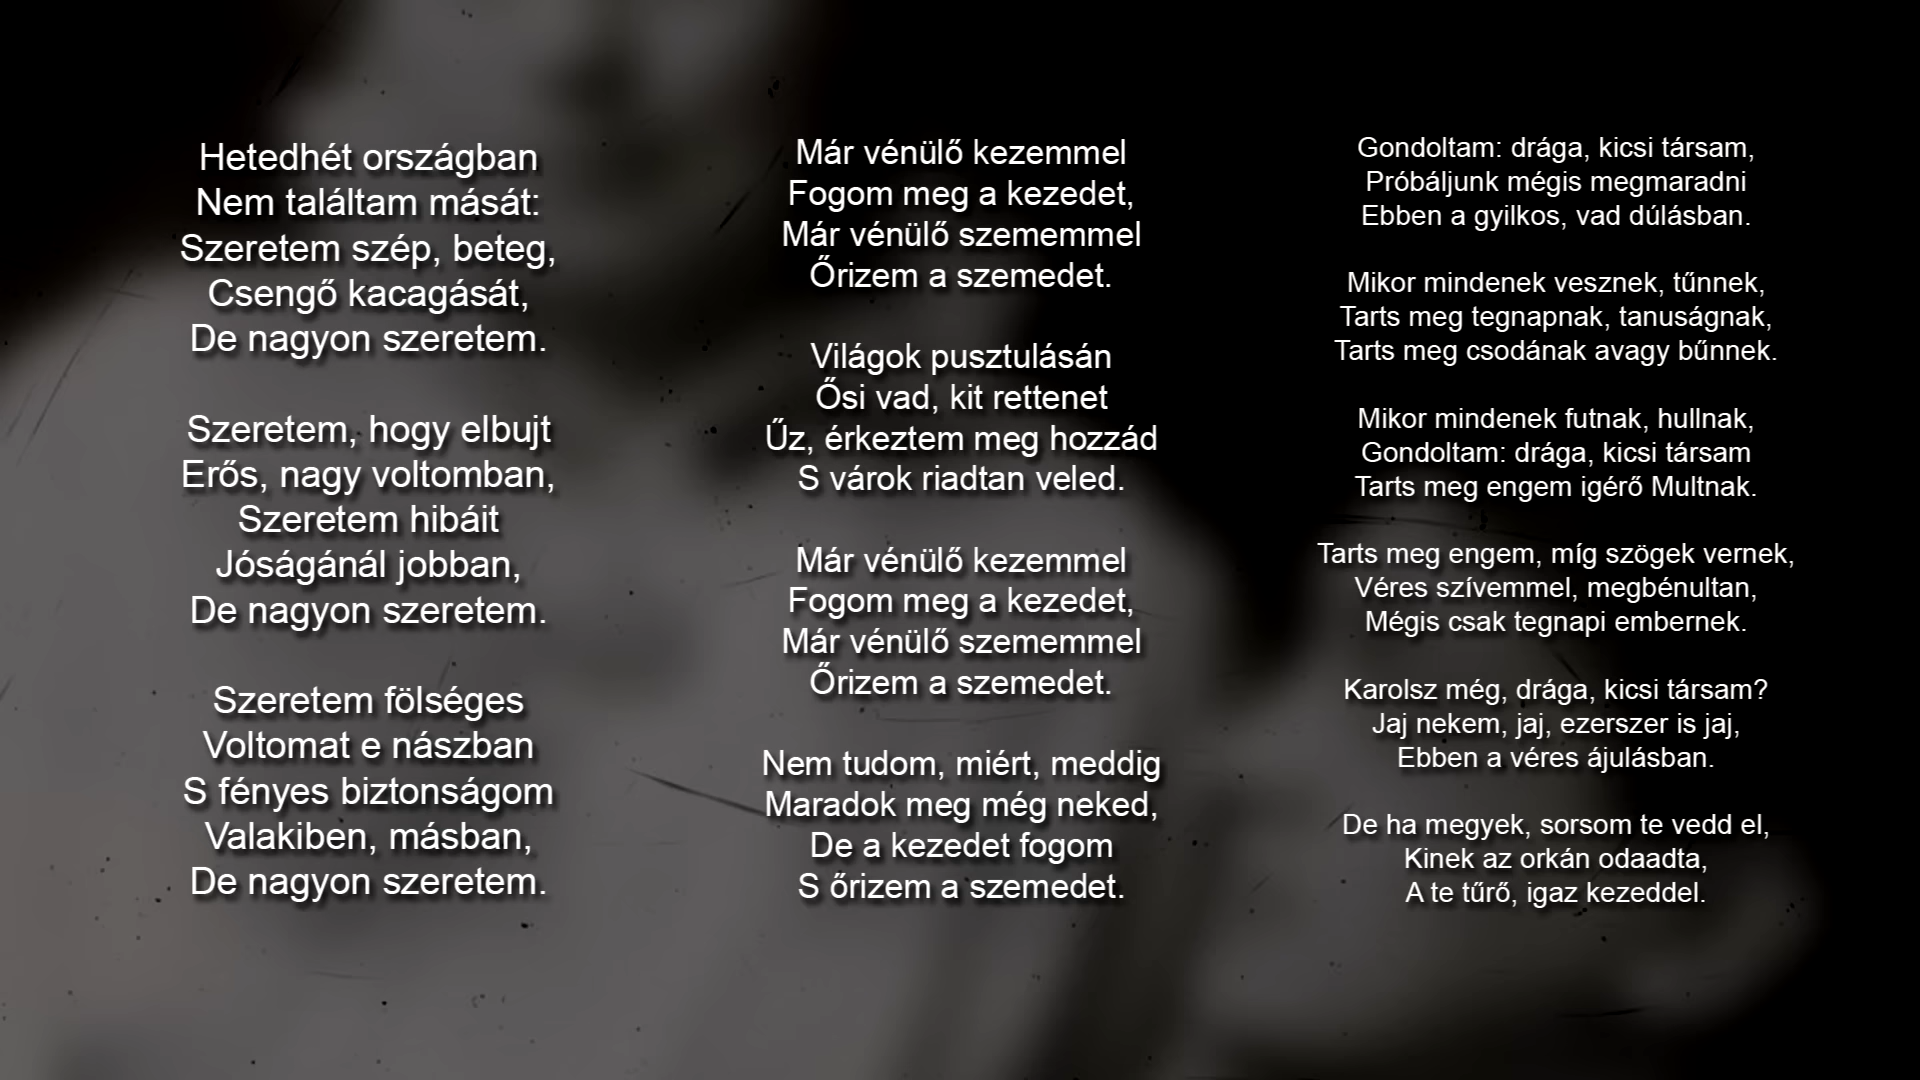 Hetedhét országban
Nem találtam mását:
Szeretem szép, beteg,
Csengő kacagását,
De nagyon szeretem.
Szeretem, hogy elbujt
Erős, nagy voltomban,
Szeretem hibáit
Jóságánál jobban,
De nagyon szeretem.
Szeretem fölséges
Voltomat e nászban
S fényes biztonságom
Valakiben, másban,
De nagyon szeretem.
Már vénülő kezemmel
Fogom meg a kezedet,
Már vénülő szememmel
Őrizem a szemedet.
Világok pusztulásán
Ősi vad, kit rettenet
Űz, érkeztem meg hozzád
S várok riadtan veled.
Már vénülő kezemmel
Fogom meg a kezedet,
Már vénülő szememmel
Őrizem a szemedet.
Nem tudom, miért, meddig
Maradok meg még neked,
De a kezedet fogom
S őrizem a szemedet.
Gondoltam: drága, kicsi társam,
Próbáljunk mégis megmaradni
Ebben a gyilkos, vad dúlásban.
Mikor mindenek vesznek, tűnnek,
Tarts meg tegnapnak, tanuságnak,
Tarts meg csodának avagy bűnnek.
Mikor mindenek futnak, hullnak,
Gondoltam: drága, kicsi társam
Tarts meg engem igérő Multnak.
Tarts meg engem, míg szögek vernek,
Véres szívemmel, megbénultan,
Mégis csak tegnapi embernek.
Karolsz még, drága, kicsi társam?
Jaj nekem, jaj, ezerszer is jaj,
Ebben a véres ájulásban.
De ha megyek, sorsom te vedd el,
Kinek az orkán odaadta,
A te tűrő, igaz kezeddel.